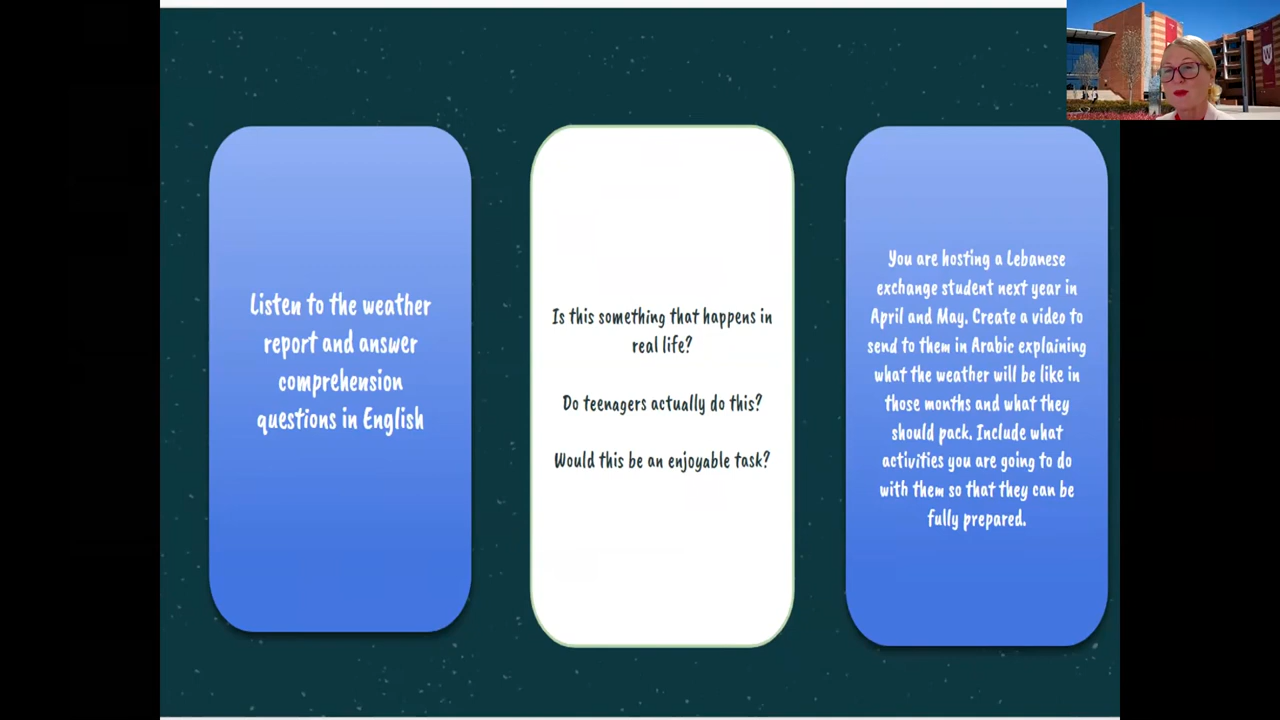 Listen to the weather
report and answer
comprehension
questions in English
Is this something that happens in
real life?
Do teenagers actually do this?
Would this be an enjoyable task?
You are hosting a Lebanese
exchange student next year in
April and May. Create a video to
send to them in Arabic explaining
what the weather will be like in
those months and what they
should pack. Include what
activities you are going to do
with them so that they can be
fully prepared.